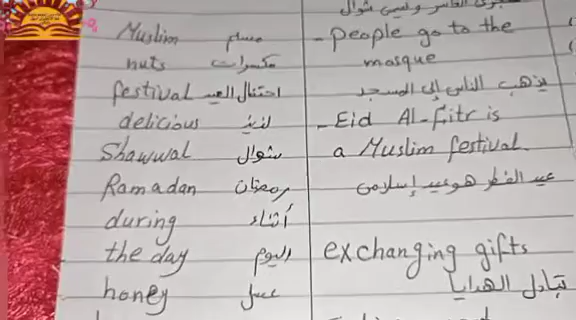 Muslim مسلم
nuts مكسرات
festival احتفال العيد
delicious لذيذ
Shawwal شوال
Ramadan رمضان
during أثناء
the day اليوم
honey عسل
شوال
- people go to the
mosque
يذهب الناس إلى المسجد
- Eid Al-Fitr is
a Muslim festival.
عيد الفطر هو عيد إسلامي
exchanging gifts
تبادل الهدايا